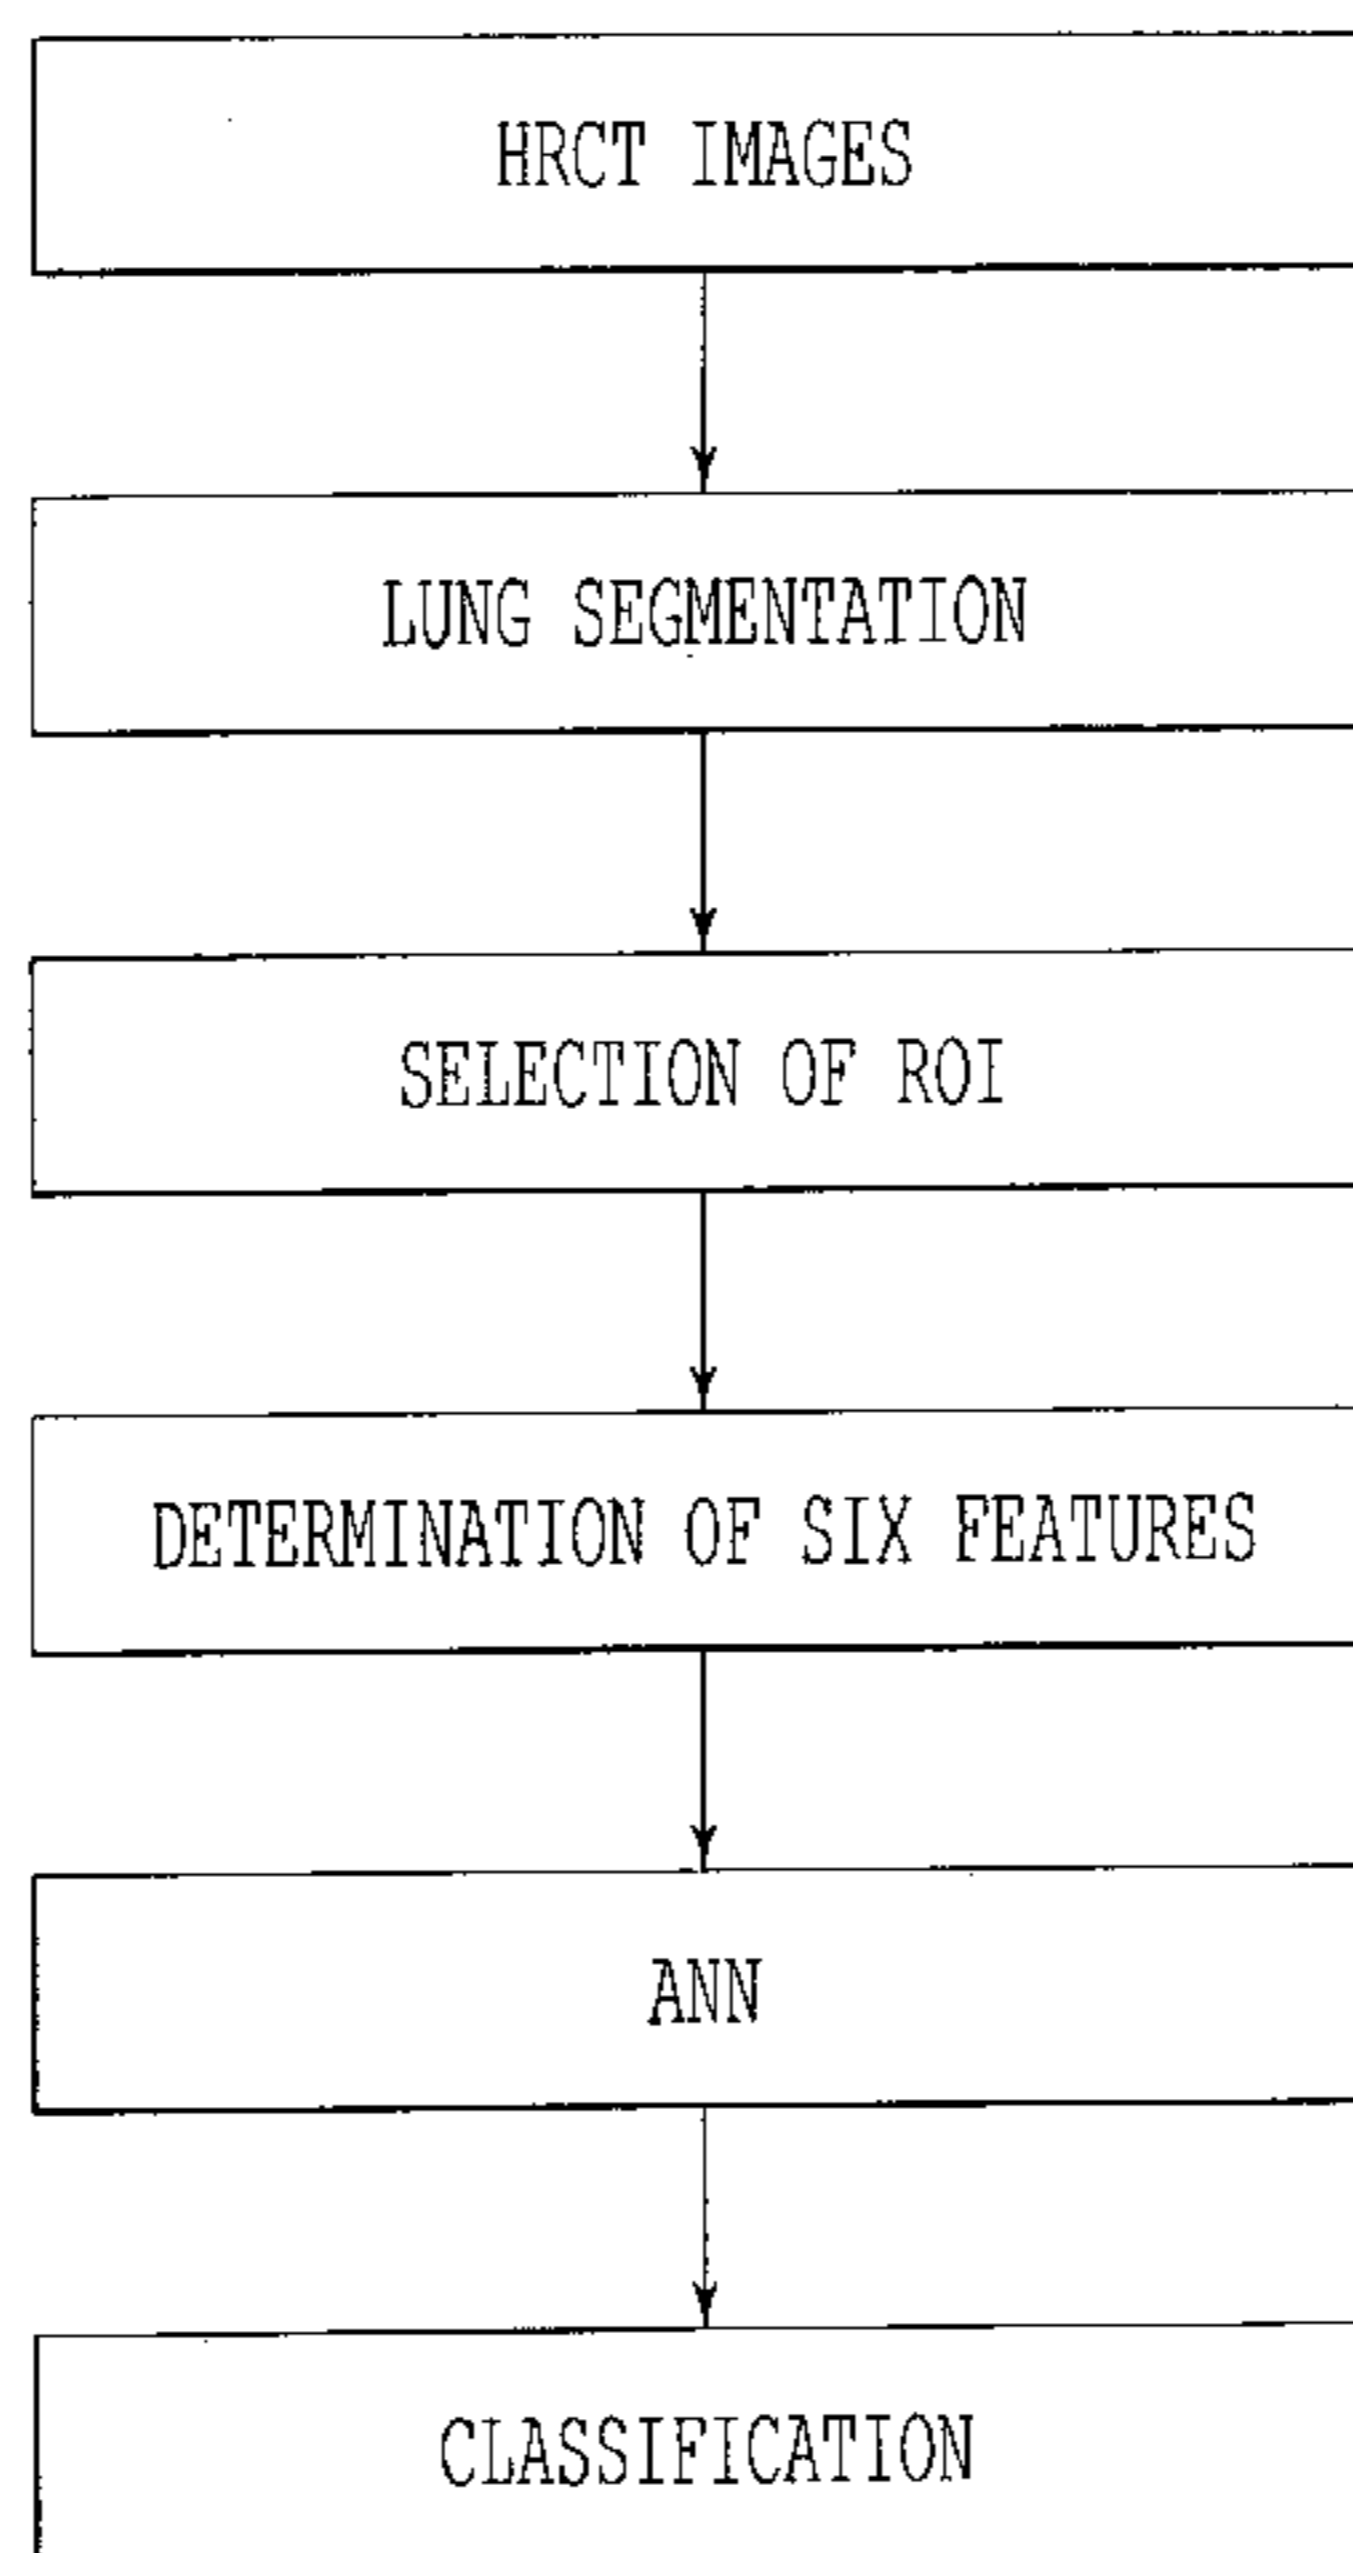 HRCT IMAGES
LUNG SEGMENTATION
SELECTION OF ROI
DETERMINATION OF SIX FEATURES
ANN
CLASSIFICATION